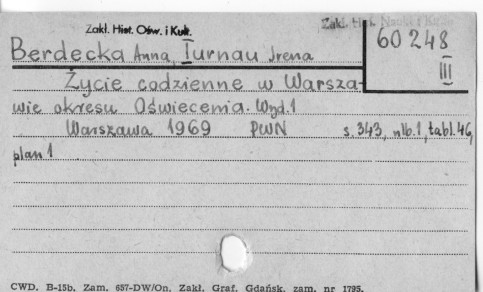 Zakł. Hist. Ośw. i Kult.
Zakł. Hist. Nauki i
60 248
III
Berdecka Anna, Turnau Irena
Życie codzienne w Warsza-
wie okresu Oświecenia. Wyd. 1
Warszawa 1969 PWN s. 343, nlb. 1, tabl. 46,
plan 1
CWD. B-15b. Zam. 657-DW/On. Zakł. Graf. Gdańsk, zam. nr 1795.